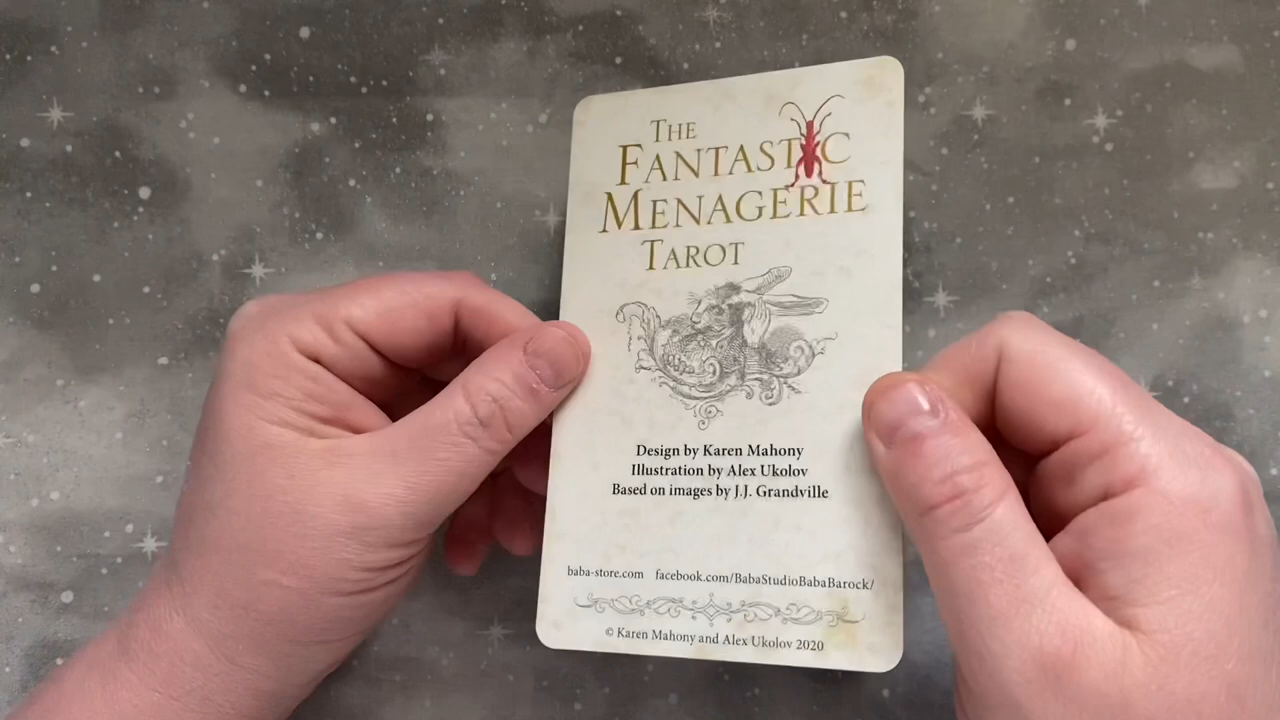 THE
FANTASTIC
MENAGERIE
TAROT
Design by Karen Mahony
Illustration by Alex Ukolov
Based on images by J.J. Grandville
baba-store.com facebook.com/BabaStudioBabaBarock/
© Karen Mahony and Alex Ukolov 2020